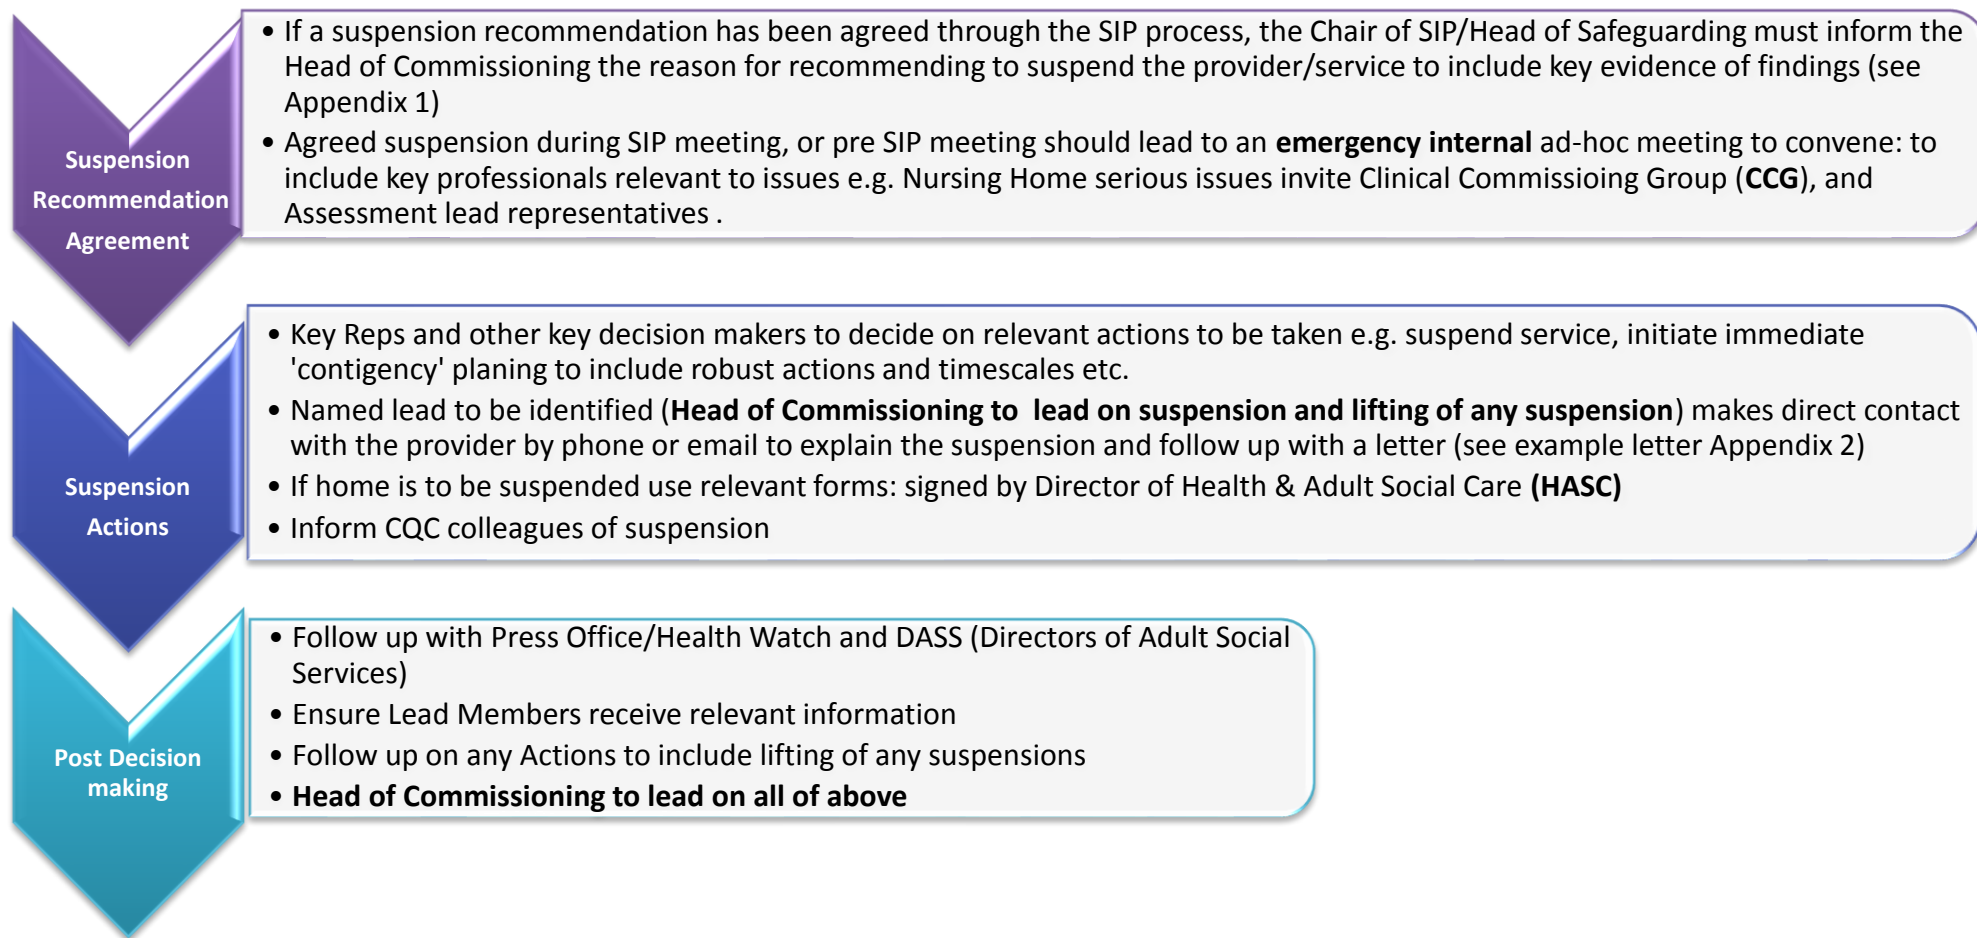 Suspension
Recommendation
Agreement
• If a suspension recommendation has been agreed through the SIP process, the Chair of SIP/Head of Safeguarding must inform the
Head of Commissioning the reason for recommending to suspend the provider/service to include key evidence of findings (see
Appendix 1)
• Agreed suspension during SIP meeting, or pre SIP meeting should lead to an emergency internal ad-hoc meeting to convene: to
include key professionals relevant to issues e.g. Nursing Home serious issues invite Clinical Commissioing Group (CCG), and
Assessment lead representatives .
Suspension
Actions
• Key Reps and other key decision makers to decide on relevant actions to be taken e.g. suspend service, initiate immediate
'contigency' planing to include robust actions and timescales etc.
• Named lead to be identified (Head of Commissioning to lead on suspension and lifting of any suspension) makes direct contact
with the provider by phone or email to explain the suspension and follow up with a letter (see example letter Appendix 2)
• If home is to be suspended use relevant forms: signed by Director of Health & Adult Social Care (HASC)
• Inform CQC colleagues of suspension
Post Decision
making
• Follow up with Press Office/Health Watch and DASS (Directors of Adult Social
Services)
• Ensure Lead Members receive relevant information
• Follow up on any Actions to include lifting of any suspensions
• Head of Commissioning to lead on all of above